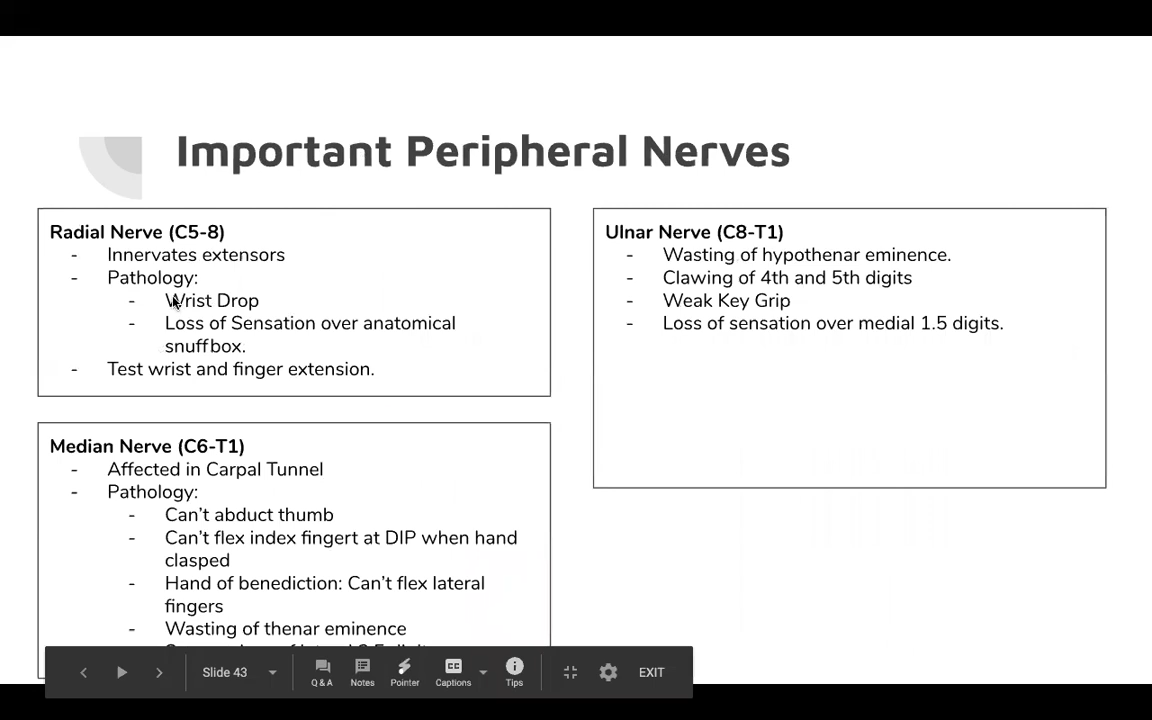 Important Peripheral Nerves
Radial Nerve (C5-8)
- Innervates extensors
- Pathology:
- Wrist Drop
- Loss of Sensation over anatomical
snuffbox.
- Test wrist and finger extension.
Median Nerve (C6-T1)
- Affected in Carpal Tunnel
- Pathology:
- Can't abduct thumb
- Can't flex index fingert at DIP when hand
clasped
- Hand of benediction: Can't flex lateral
fingers
- Wasting of thenar eminence
Ulnar Nerve (C8-T1)
- Wasting of hypothenar eminence.
- Clawing of 4th and 5th digits
- Weak Key Grip
- Loss of sensation over medial 1.5 digits.
Slide 43
Q & A
Notes
Pointer
CC
Captions
Tips
EXIT